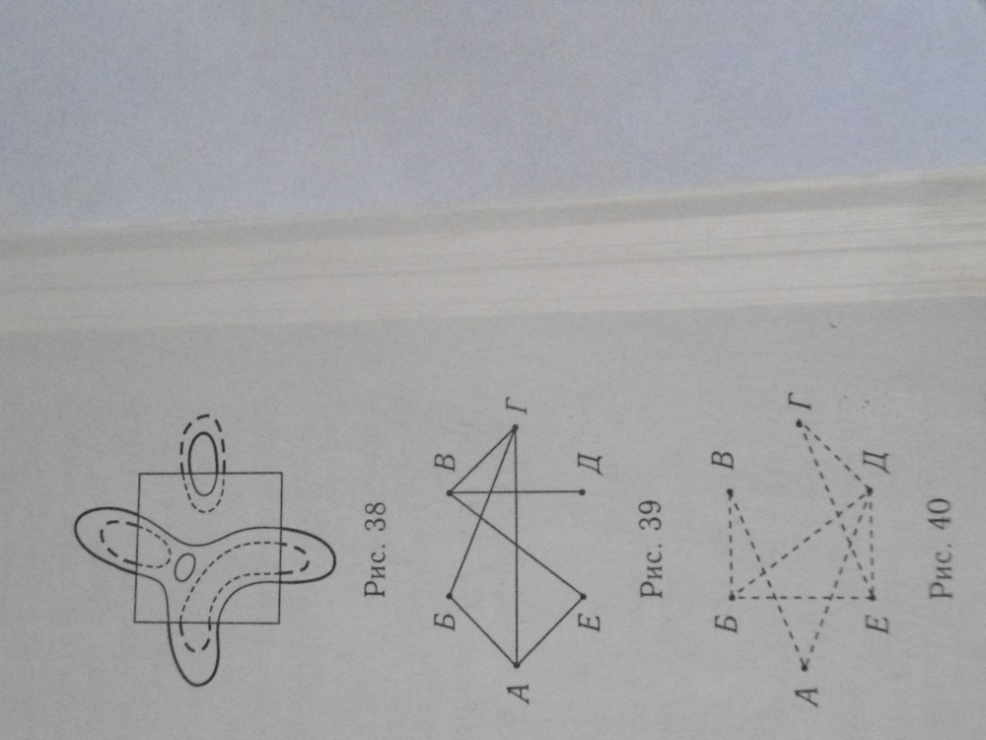 Рис. 38
Б В
А Г
Е Д
Рис. 39
Б В
А Г
Е Д
Рис. 40